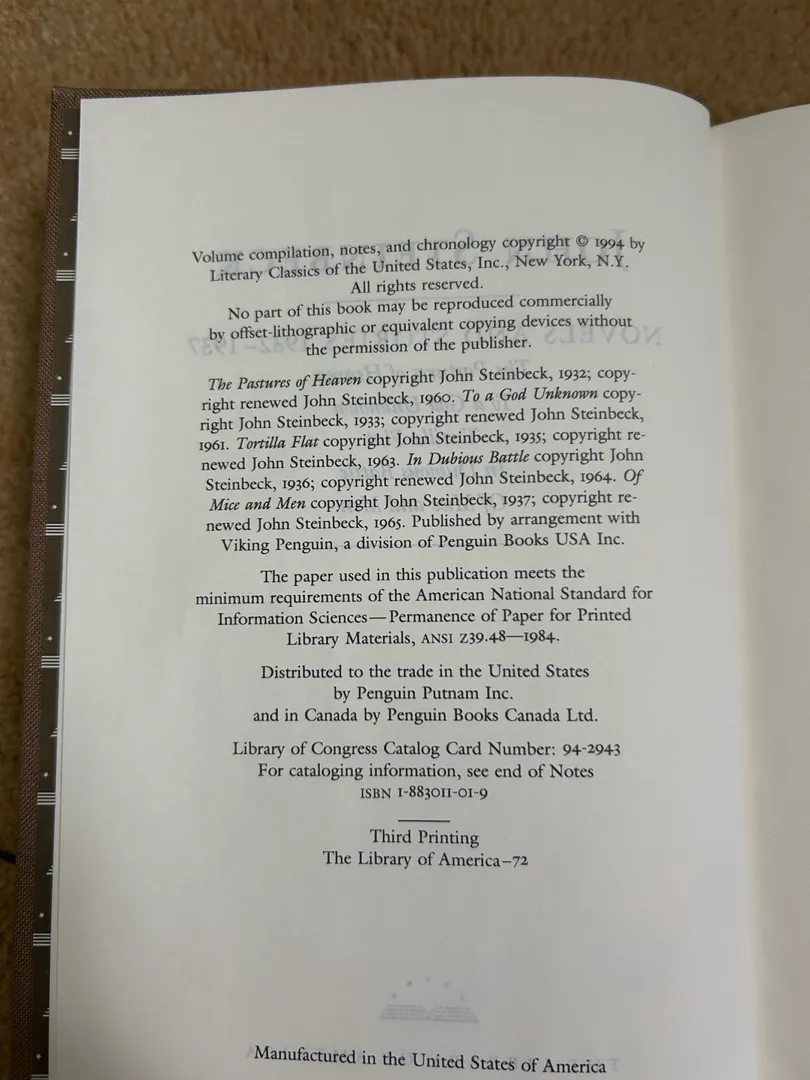 Volume compilation, notes, and chronology copyright © 1994 by
Literary Classics of the United States, Inc., New York, N.Y.
All rights reserved.
No part of this book may be reproduced commercially
by offset-lithographic or equivalent copying devices without
the permission of the publisher.
The Pastures of Heaven copyright John Steinbeck, 1932; copy-
right renewed John Steinbeck, 1960. To a God Unknown copy-
right John Steinbeck, 1933; copyright renewed John Steinbeck,
1961. Tortilla Flat copyright John Steinbeck, 1935; copyright re-
newed John Steinbeck, 1963. In Dubious Battle copyright John
Steinbeck, 1936; copyright renewed John Steinbeck, 1964. Of
Mice and Men copyright John Steinbeck, 1937; copyright re-
newed John Steinbeck, 1965. Published by arrangement with
Viking Penguin, a division of Penguin Books USA Inc.
The paper used in this publication meets the
minimum requirements of the American National Standard for
Information Sciences—Permanence of Paper for Printed
Library Materials, ANSI Z39.48—1984.
Distributed to the trade in the United States
by Penguin Putnam Inc.
and in Canada by Penguin Books Canada Ltd.
Library of Congress Catalog Card Number: 94-2943
For cataloging information, see end of Notes
ISBN 1-883011-01-9
Third Printing
The Library of America–72
Manufactured in the United States of America